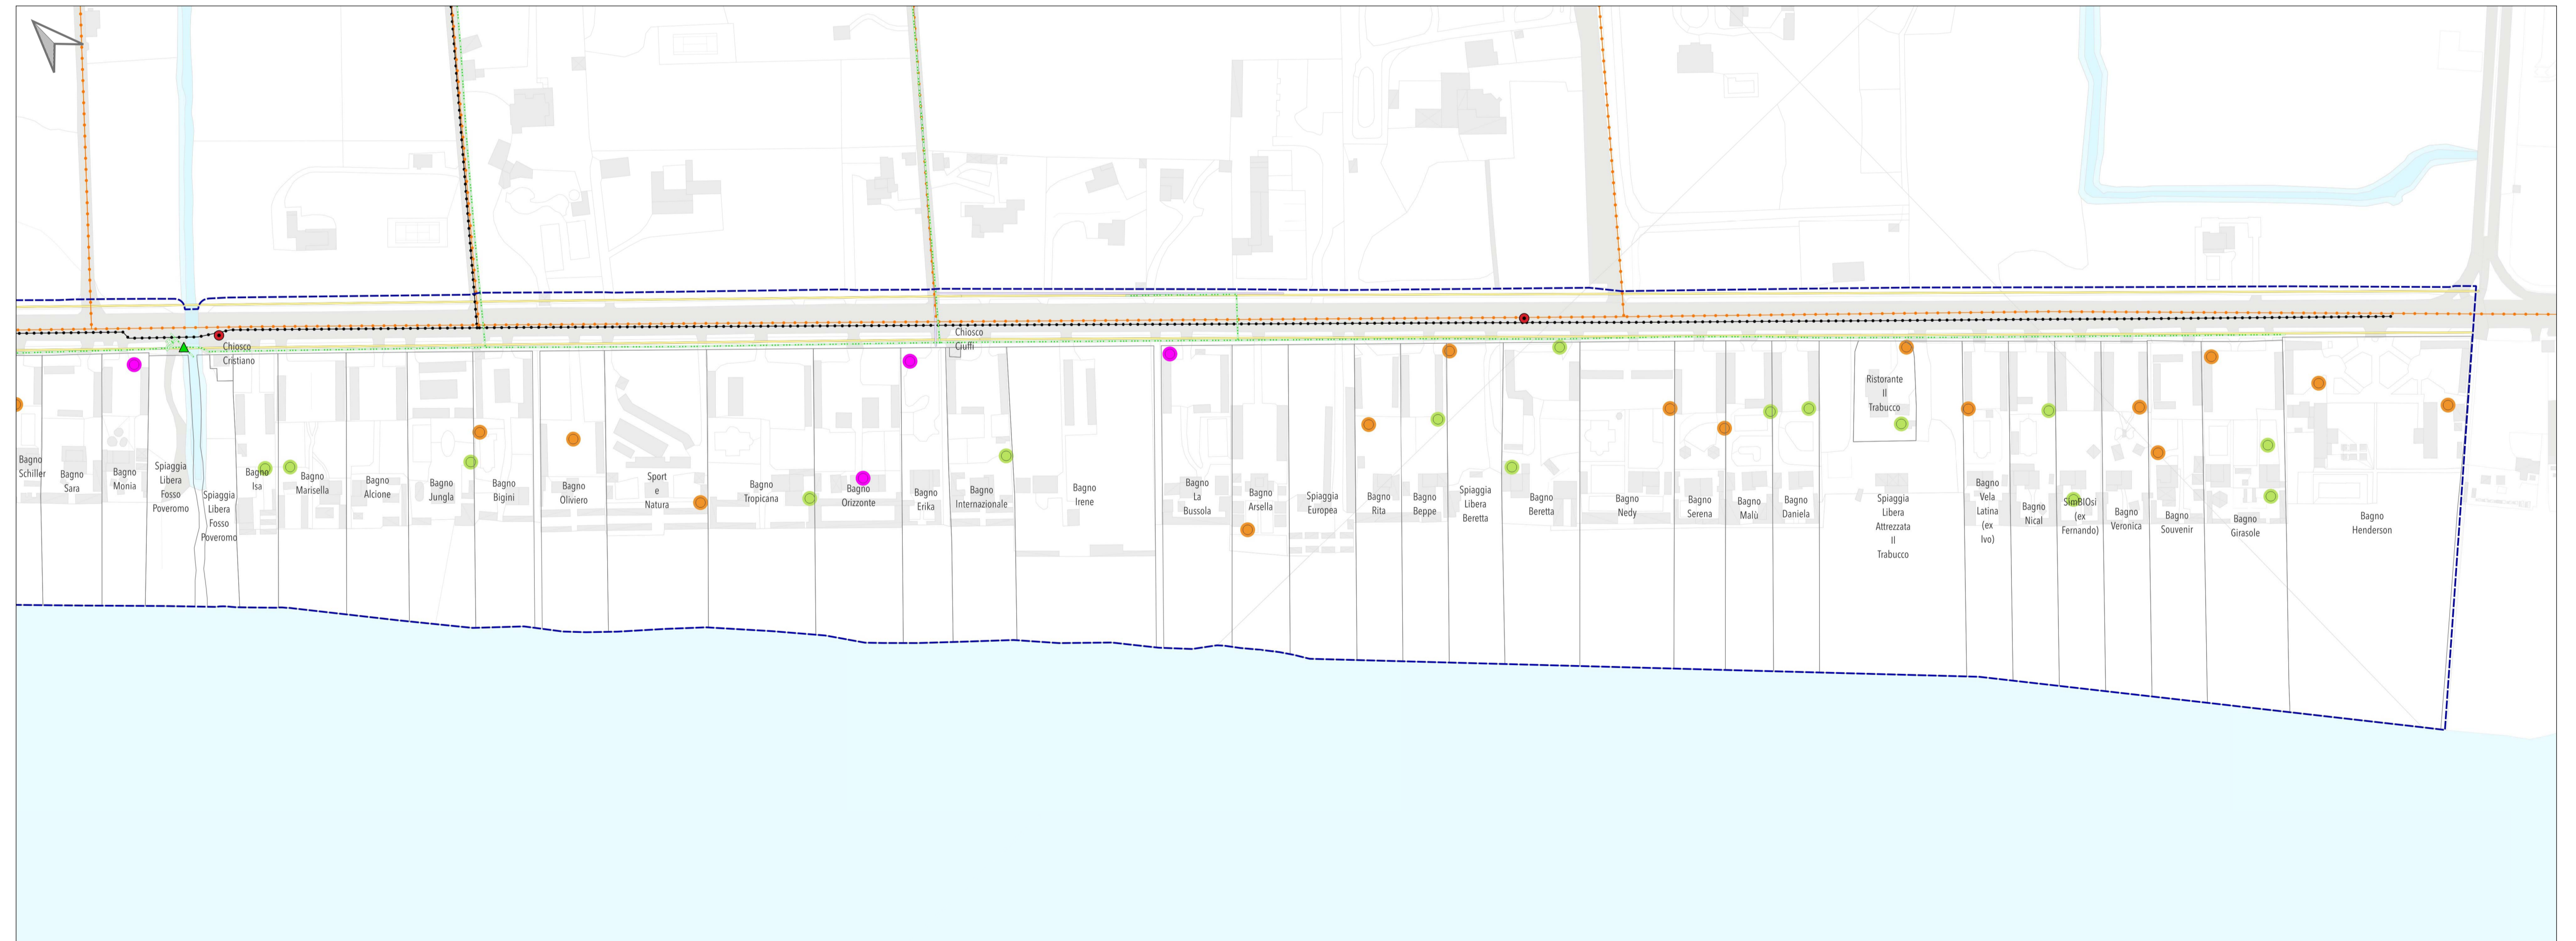 Chiosco
Cristiano
Chiosco
Ciuffi
Bagno
Schiller
Bagno
Sara
Bagno
Monia
Spiaggia
Libera
Fosso
Poveromo
Spiaggia
Libera
Fosso
Poveromo
Bagno
Isa
Bagno
Marisella
Bagno
Alcione
Bagno
Jungla
Bagno
Bigini
Bagno
Oliviero
Sport
e
Natura
Bagno
Tropicana
Bagno
Orizzonte
Bagno
Erika
Bagno
Internazionale
Bagno
Irene
Bagno
La
Bussola
Bagno
Arsella
Spiaggia
Europea
Bagno
Rita
Bagno
Beppe
Spiaggia
Libera
Beretta
Bagno
Beretta
Bagno
Nedy
Bagno
Serena
Bagno
Malù
Bagno
Daniela
Ristorante
Il
Trabucco
Spiaggia
Libera
Attrezzata
Il
Trabucco
Bagno
Vela
Latina
(ex
Ivo)
Bagno
Nical
SimBIOsi
(ex
Fernando)
Bagno
Veronica
Bagno
Souvenir
Bagno
Girasole
Bagno
Henderson